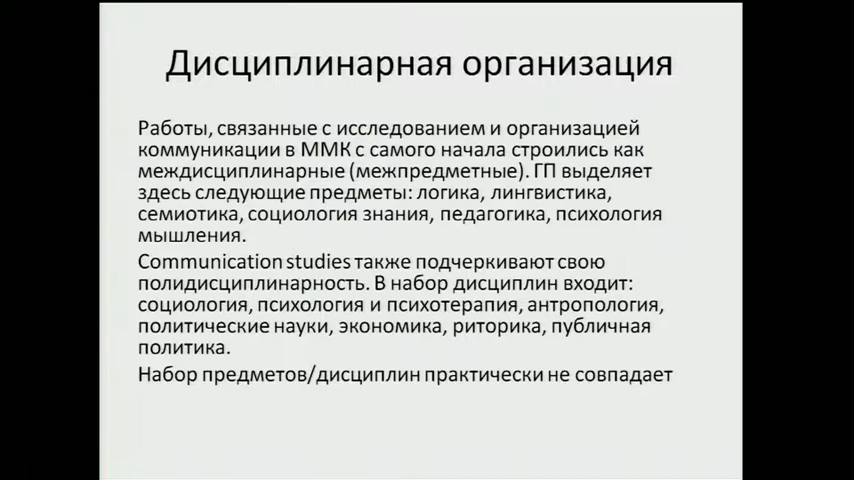 Дисциплинарная организация
Работы, связанные с исследованием и организацией
коммуникации в ММК с самого начала строились как
междисциплинарные (межпредметные). ГП выделяет
здесь следующие предметы: логика, лингвистика,
семиотика, социология знания, педагогика, психология
мышления.
Communication studies также подчеркивают свою
полидисциплинарность. В набор дисциплин входит:
социология, психология и психотерапия, антропология,
политические науки, экономика, риторика, публичная
политика.
Набор предметов/дисциплин практически не совпадает